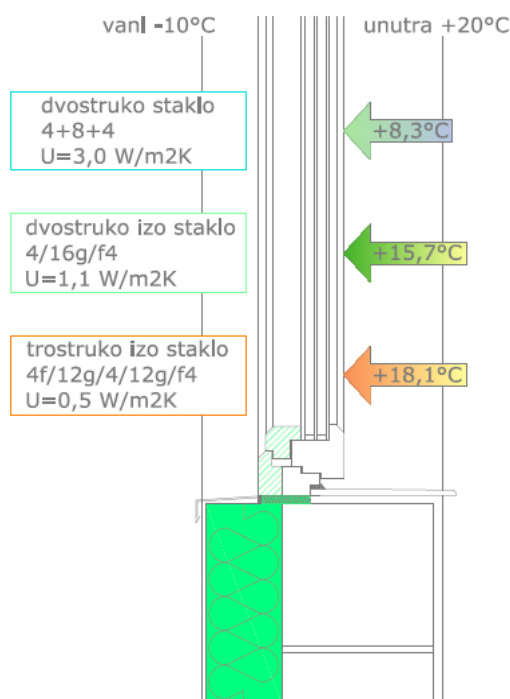 vani -10°C
unutra +20°C
dvostruko staklo
4+8+4
U=3,0 W/m2K
+8,3°C
dvostruko izo staklo
4/16g/f4
U=1,1 W/m2K
+15,7°C
trostruko izo staklo
4f/12g/4/12g/f4
U=0,5 W/m2K
+18,1°C